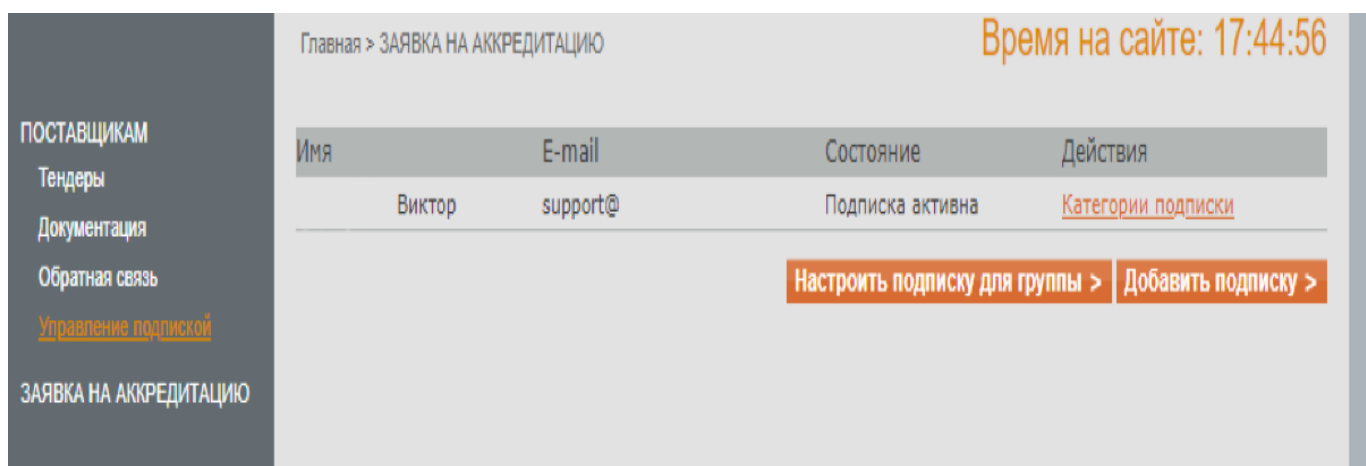 Главная > ЗАЯВКА НА АККРЕДИТАЦИЮ
Время на сайте: 17:44:56
ПОСТАВЩИКАМ
Тендеры
Документация
Обратная связь
Управление подпиской
ЗАЯВКА НА АККРЕДИТАЦИЮ
Имя E-mail Состояние Действия
Виктор support@ Подписка активна Категории подписки
Настроить подписку для группы > Добавить подписку >